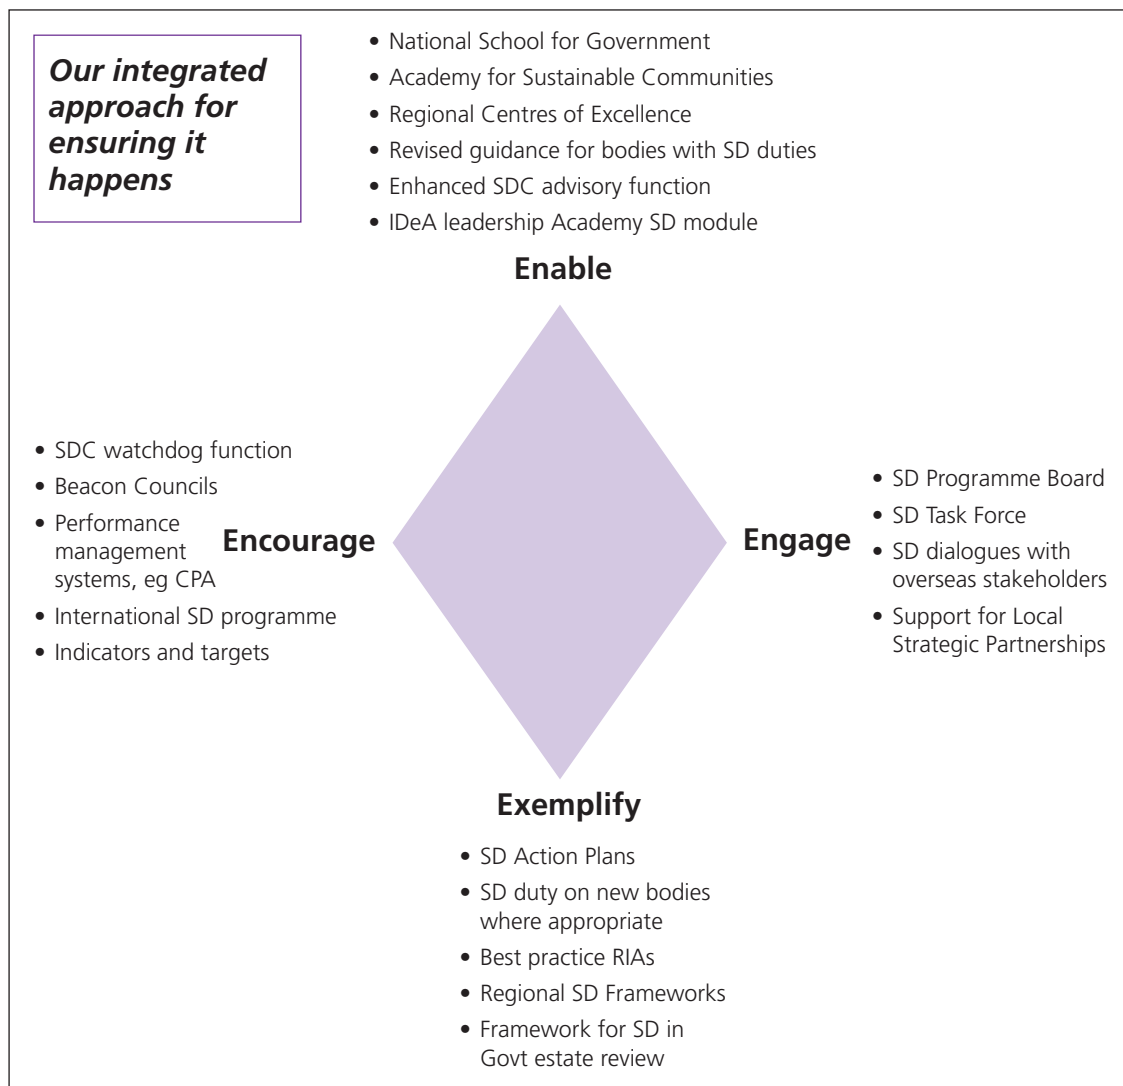 Our integrated
approach for
ensuring it
happens
• National School for Government
• Academy for Sustainable Communities
• Regional Centres of Excellence
• Revised guidance for bodies with SD duties
• Enhanced SDC advisory function
• IDeA leadership Academy SD module
Enable
• SDC watchdog function
• Beacon Councils
• Performance
management
systems, eg CPA
• International SD programme
• Indicators and targets
Encourage
Engage
• SD Programme Board
• SD Task Force
• SD dialogues with
overseas stakeholders
• Support for Local
Strategic Partnerships
Exemplify
• SD Action Plans
• SD duty on new bodies
where appropriate
• Best practice RIAs
• Regional SD Frameworks
• Framework for SD in
Govt estate review